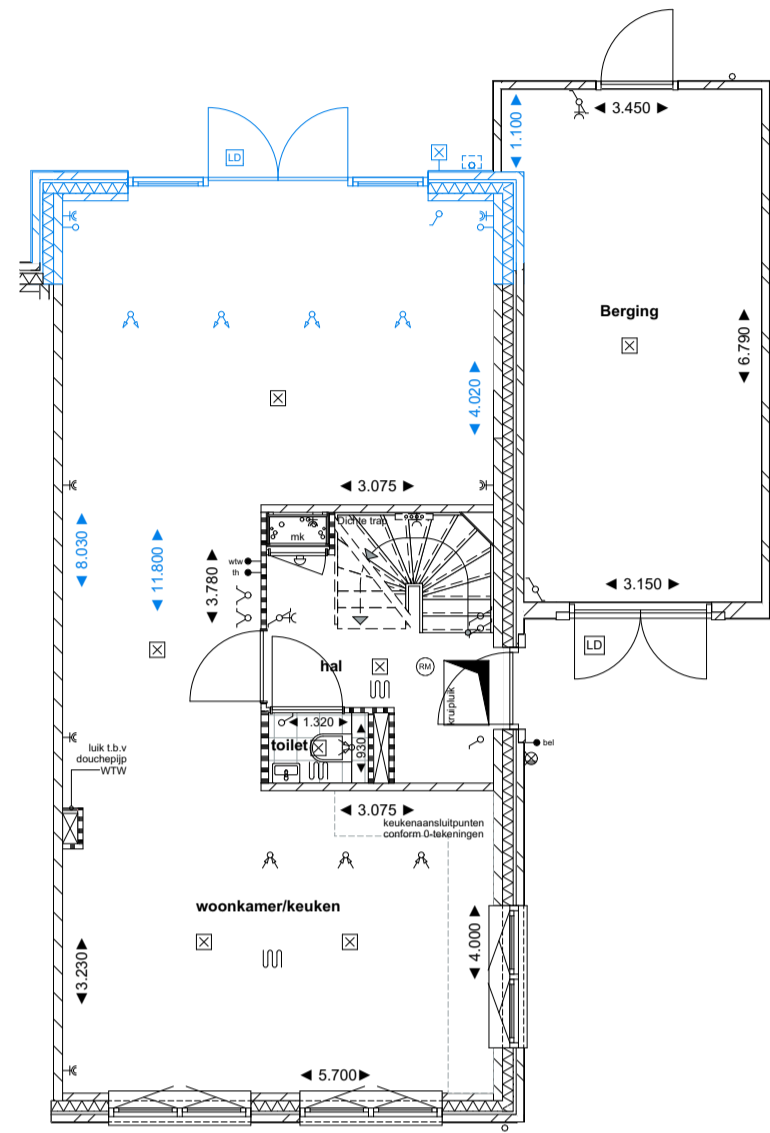 3.450
1.100
LD
Berging
6.790
4.020
3.075
Dichte trap
mk
8.030
11.800
3.780
wtw
th
3.150
LD
hal
RM
kruipluik
1.320
toilet
930
bel
luik t.b.v
douchepijp
WTW
3.075
keukenaansluitpunten
conform 0-tekeningen
woonkamer/keuken
4.000
3.230
5.700